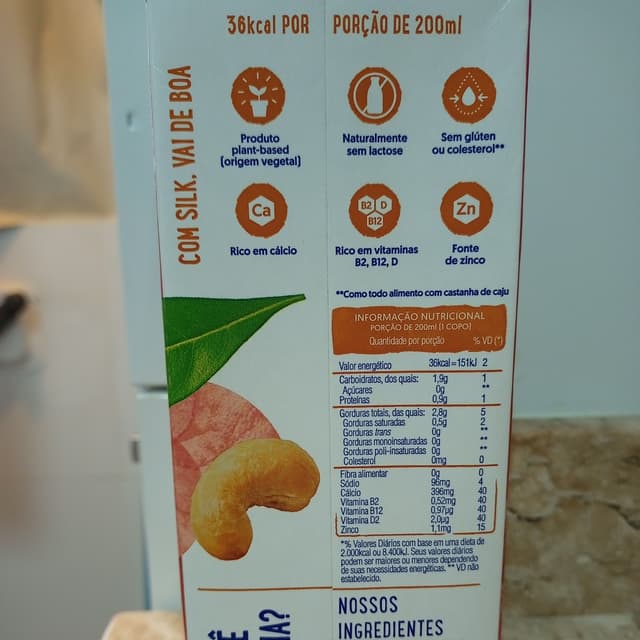 36kcal POR PORÇÃO DE 200ml
COM SILK, VAI DE BOA
Produto
plant-based
(origem vegetal)
Naturalmente
sem lactose
Sem glúten
ou colesterol**
Ca
Rico em cálcio
B2 D
B12
Rico em vitaminas
B2, B12, D
Zn
Fonte
de zinco
**Como todo alimento com castanha de caju
INFORMAÇÃO NUTRICIONAL
PORÇÃO DE 200ml (1 COPO)
Quantidade por porção % VD (*)
Valor energético 36kcal=151kJ 2
Carboidratos, dos quais: 1,9g 1
Açúcares 0g **
Proteínas 0,9g 1
Gorduras totais, das quais: 2,8g 5
Gorduras saturadas 0,5g 2
Gorduras trans 0g **
Gorduras monoinsaturadas 0g **
Gorduras poli-insaturadas 0g **
Colesterol 0mg 0
Fibra alimentar 0g 0
Sódio 96mg 4
Cálcio 396mg 40
Vitamina B2 0,52mg 40
Vitamina B12 0,97µg 40
Vitamina D2 2,0µg 40
Zinco 1,1mg 15
*% Valores Diários com base em uma dieta de
2.000kcal ou 8.400kJ. Seus valores diários
podem ser maiores ou menores dependendo
de suas necessidades energéticas. ** VD não
estabelecido.
NOSSOS
INGREDIENTES